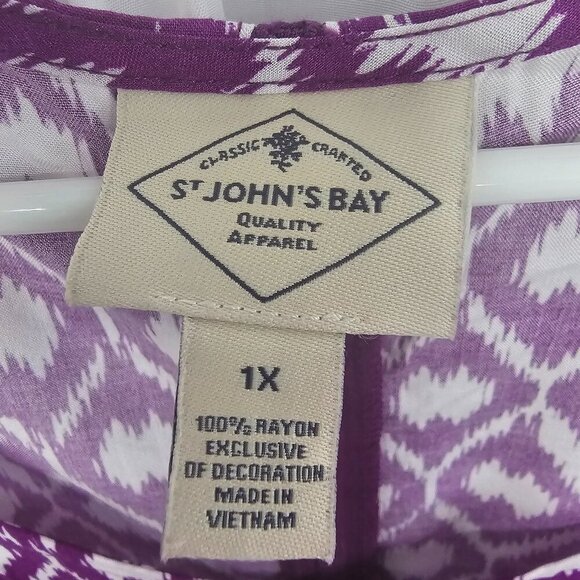 CLASSIC CRAFTED
ST JOHN'S BAY
QUALITY
APPAREL
1X
100% RAYON
EXCLUSIVE
OF DECORATION
MADE IN
VIETNAM